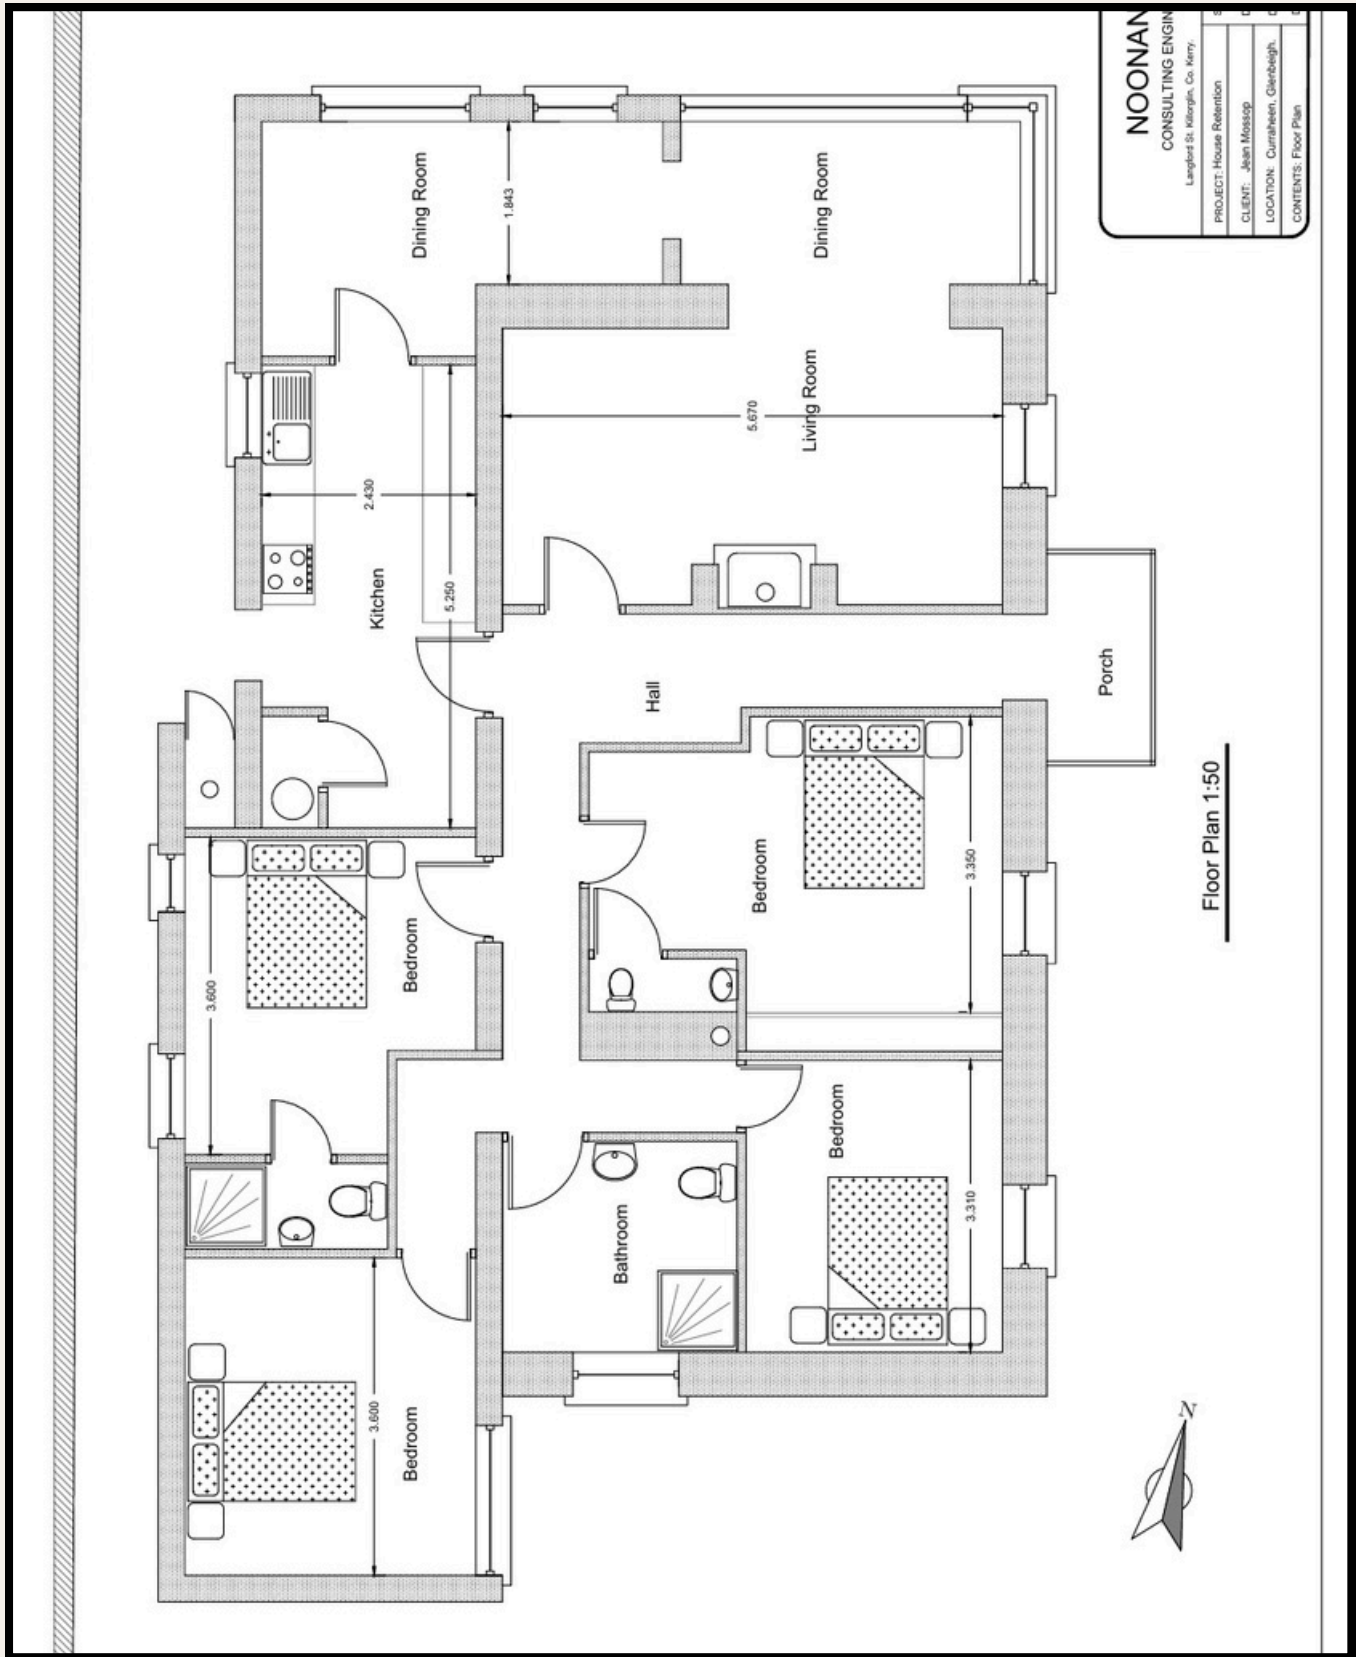 NOONAN
CONSULTING ENGIN
Langford St. Killorglin, Co. Kerry.
PROJECT: House Retention
CLIENT: Jean Mossop
LOCATION: Curraheen, Glenbeigh.
CONTENTS: Floor Plan
Dining Room
1.843
Dining Room
Living Room
5.670
2.430
Kitchen
5.250
Hall
Porch
Bedroom
3.600
Bedroom
3.350
Bedroom
3.310
Bathroom
Bedroom
3.600
Floor Plan 1:50
N